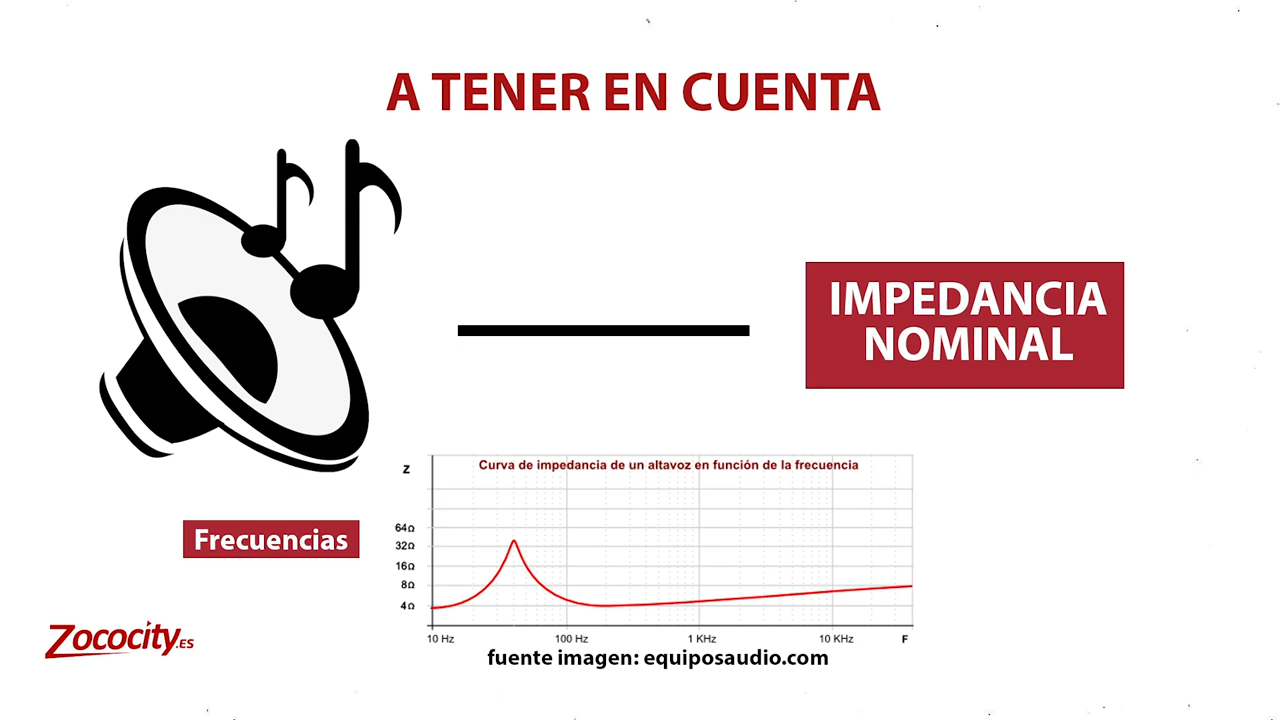 A TENER EN CUENTA
IMPEDANCIA
NOMINAL
Frecuencias
Z
Curva de impedancia de un altavoz en función de la frecuencia
64Ω
32Ω
16Ω
8Ω
4Ω
10 Hz
100 Hz
1 KHz
10 KHz
F
fuente imagen: equiposaudio.com
Zococity.ES